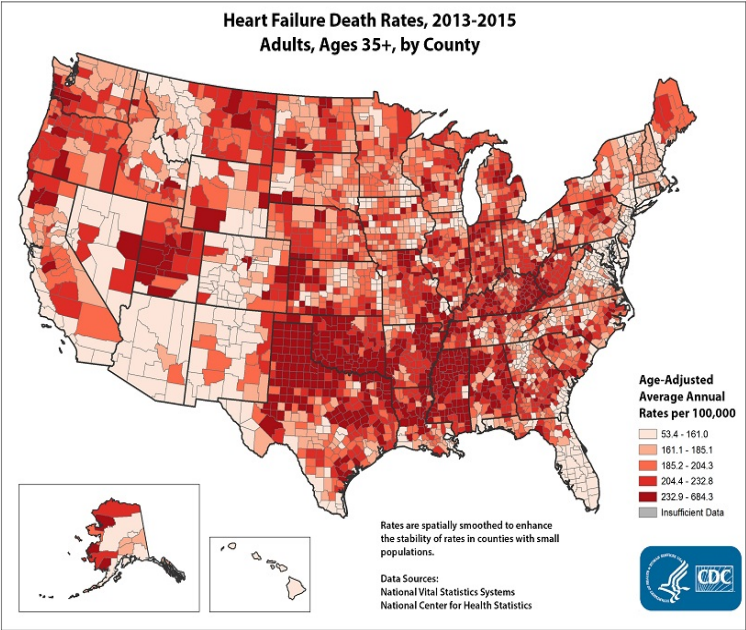 Heart Failure Death Rates, 2013-2015
Adults, Ages 35+, by County
Age-Adjusted
Average Annual
Rates per 100,000
53.4 - 161.0
161.1 - 185.1
185.2 - 204.3
204.4 - 232.8
232.9 - 684.3
Insufficient Data
Rates are spatially smoothed to enhance
the stability of rates in counties with small
populations.
Data Sources:
National Vital Statistics Systems
National Center for Health Statistics
CDC